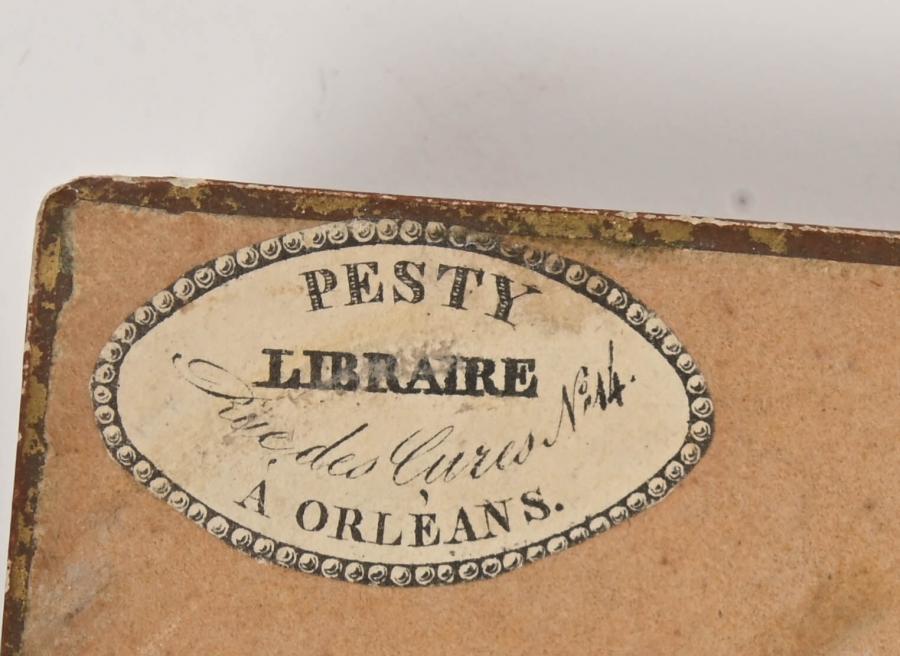 PESTY
LIBRAIRE
Rue des Cures Nº. 14.
A ORLÉANS.